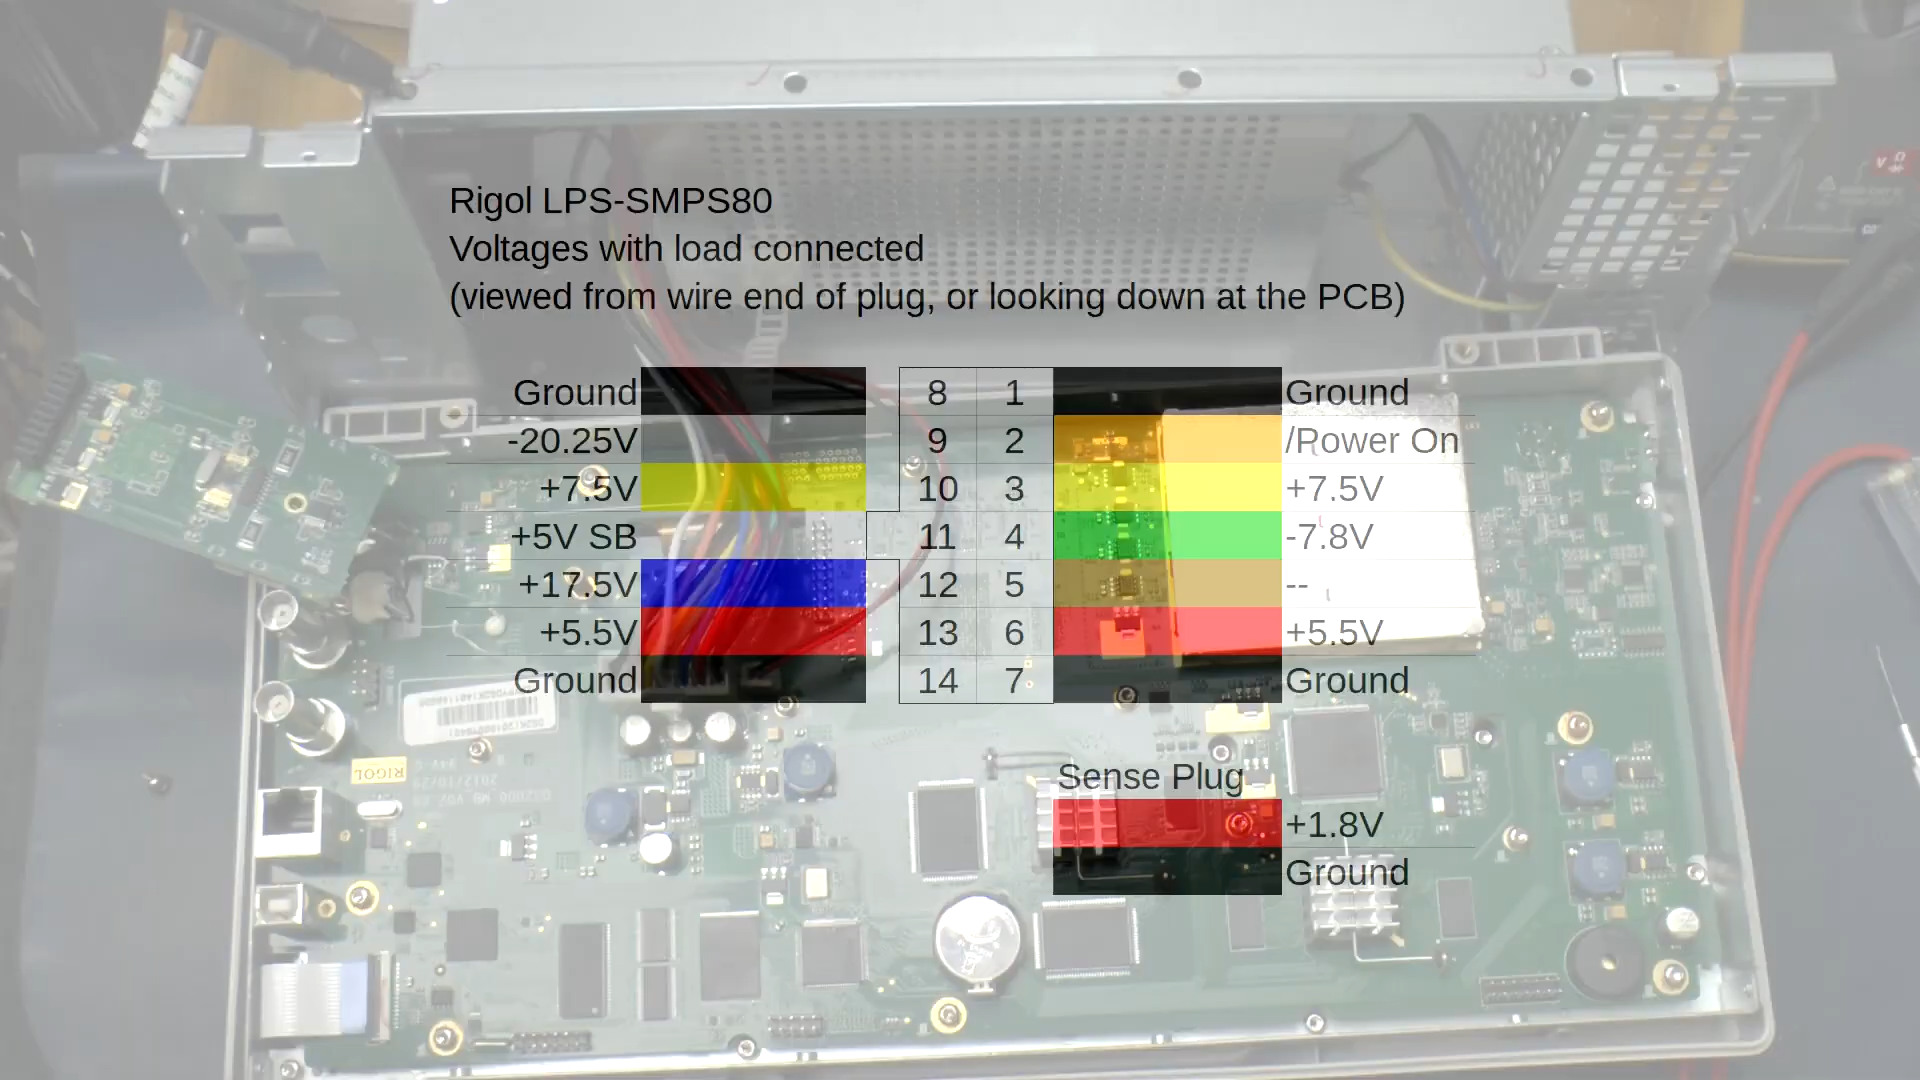 Rigol LPS-SMPS80
Voltages with load connected
(viewed from wire end of plug, or looking down at the PCB)
Ground 8 1 Ground
-20.25V 9 2 /Power On
+7.5V 10 3 +7.5V
+5V SB 11 4 -7.8V
+17.5V 12 5 --
+5.5V 13 6 +5.5V
Ground 14 7 Ground
Sense Plug
+1.8V
Ground
RIGOL